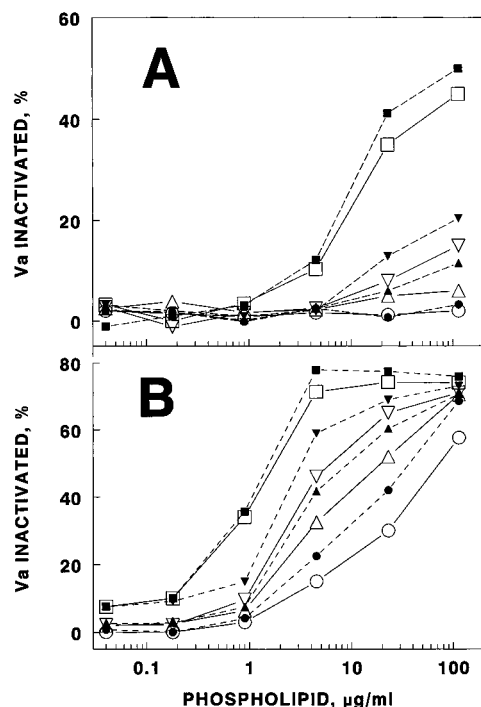 A
Va INACTIVATED, %
60
40
20
0
B
Va INACTIVATED, %
80
60
40
20
0
0.1
1
10
100
PHOSPHOLIPID, µg/ml